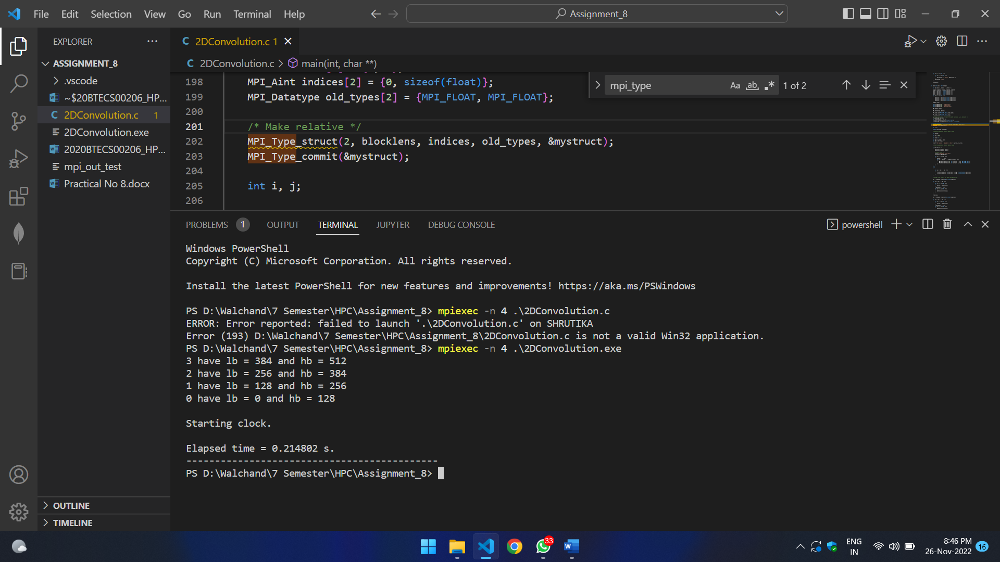 File Edit Selection View Go Run Terminal Help
Assignment_8
EXPLORER
ASSIGNMENT_8
.vscode
~$20BTECS00206_HP...
2DConvolution.c 1
2DConvolution.exe
2020BTECS00206_HP...
mpi_out_test
Practical No 8.docx
OUTLINE
TIMELINE
C 2DConvolution.c 1
C 2DConvolution.c > main(int, char **)
mpi_type Aa ab 1 of 2
198 MPI_Aint indices[2] = {0, sizeof(float)};
199 MPI_Datatype old_types[2] = {MPI_FLOAT, MPI_FLOAT};
200
201 /* Make relative */
202 MPI_Type_struct(2, blocklens, indices, old_types, &mystruct);
203 MPI_Type_commit(&mystruct);
204
205 int i, j;
206
PROBLEMS 1 OUTPUT TERMINAL JUPYTER DEBUG CONSOLE powershell
Windows PowerShell
Copyright (C) Microsoft Corporation. All rights reserved.
Install the latest PowerShell for new features and improvements! https://aka.ms/PSWindows
PS D:\Walchand\7 Semester\HPC\Assignment_8> mpiexec -n 4 .\2DConvolution.c
ERROR: Error reported: failed to launch '.\2DConvolution.c' on SHRUTIKA
Error (193) D:\Walchand\7 Semester\HPC\Assignment_8\2DConvolution.c is not a valid Win32 application.
PS D:\Walchand\7 Semester\HPC\Assignment_8> mpiexec -n 4 .\2DConvolution.exe
3 have lb = 384 and hb = 512
2 have lb = 256 and hb = 384
1 have lb = 128 and hb = 256
0 have lb = 0 and hb = 128
Starting clock.
Elapsed time = 0.214802 s.
--------------------------------------------
PS D:\Walchand\7 Semester\HPC\Assignment_8>
33
ENG
IN
8:46 PM
26-Nov-2022
16